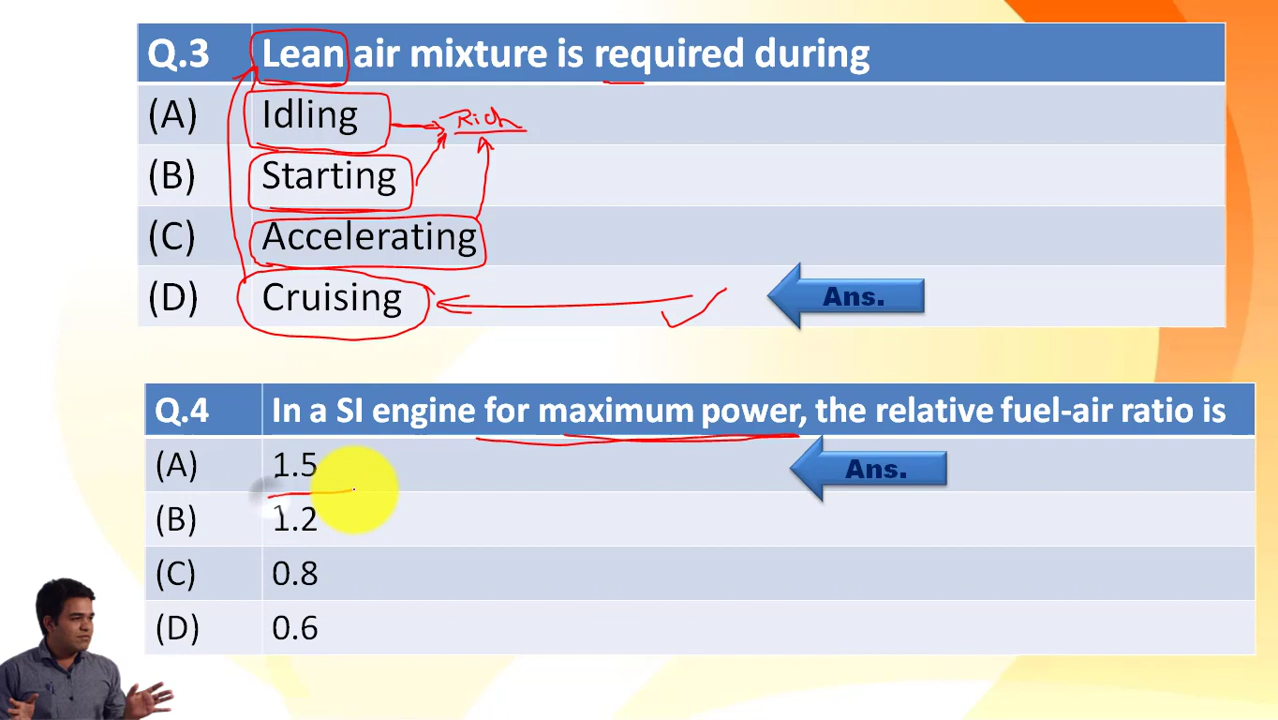 Q.3 Lean air mixture is required during
(A) Idling Rich
(B) Starting
(C) Accelerating
(D) Cruising Ans.
Q.4 In a SI engine for maximum power, the relative fuel-air ratio is
(A) 1.5 Ans.
(B) 1.2
(C) 0.8
(D) 0.6